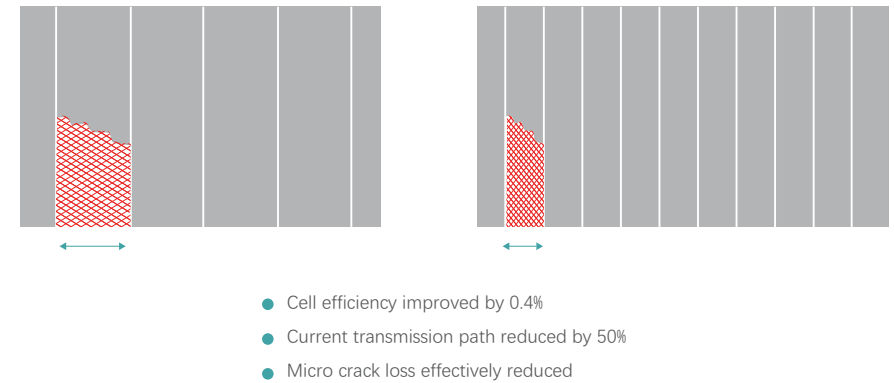 Cell efficiency improved by 0.4%
Current transmission path reduced by 50%
Micro crack loss effectively reduced